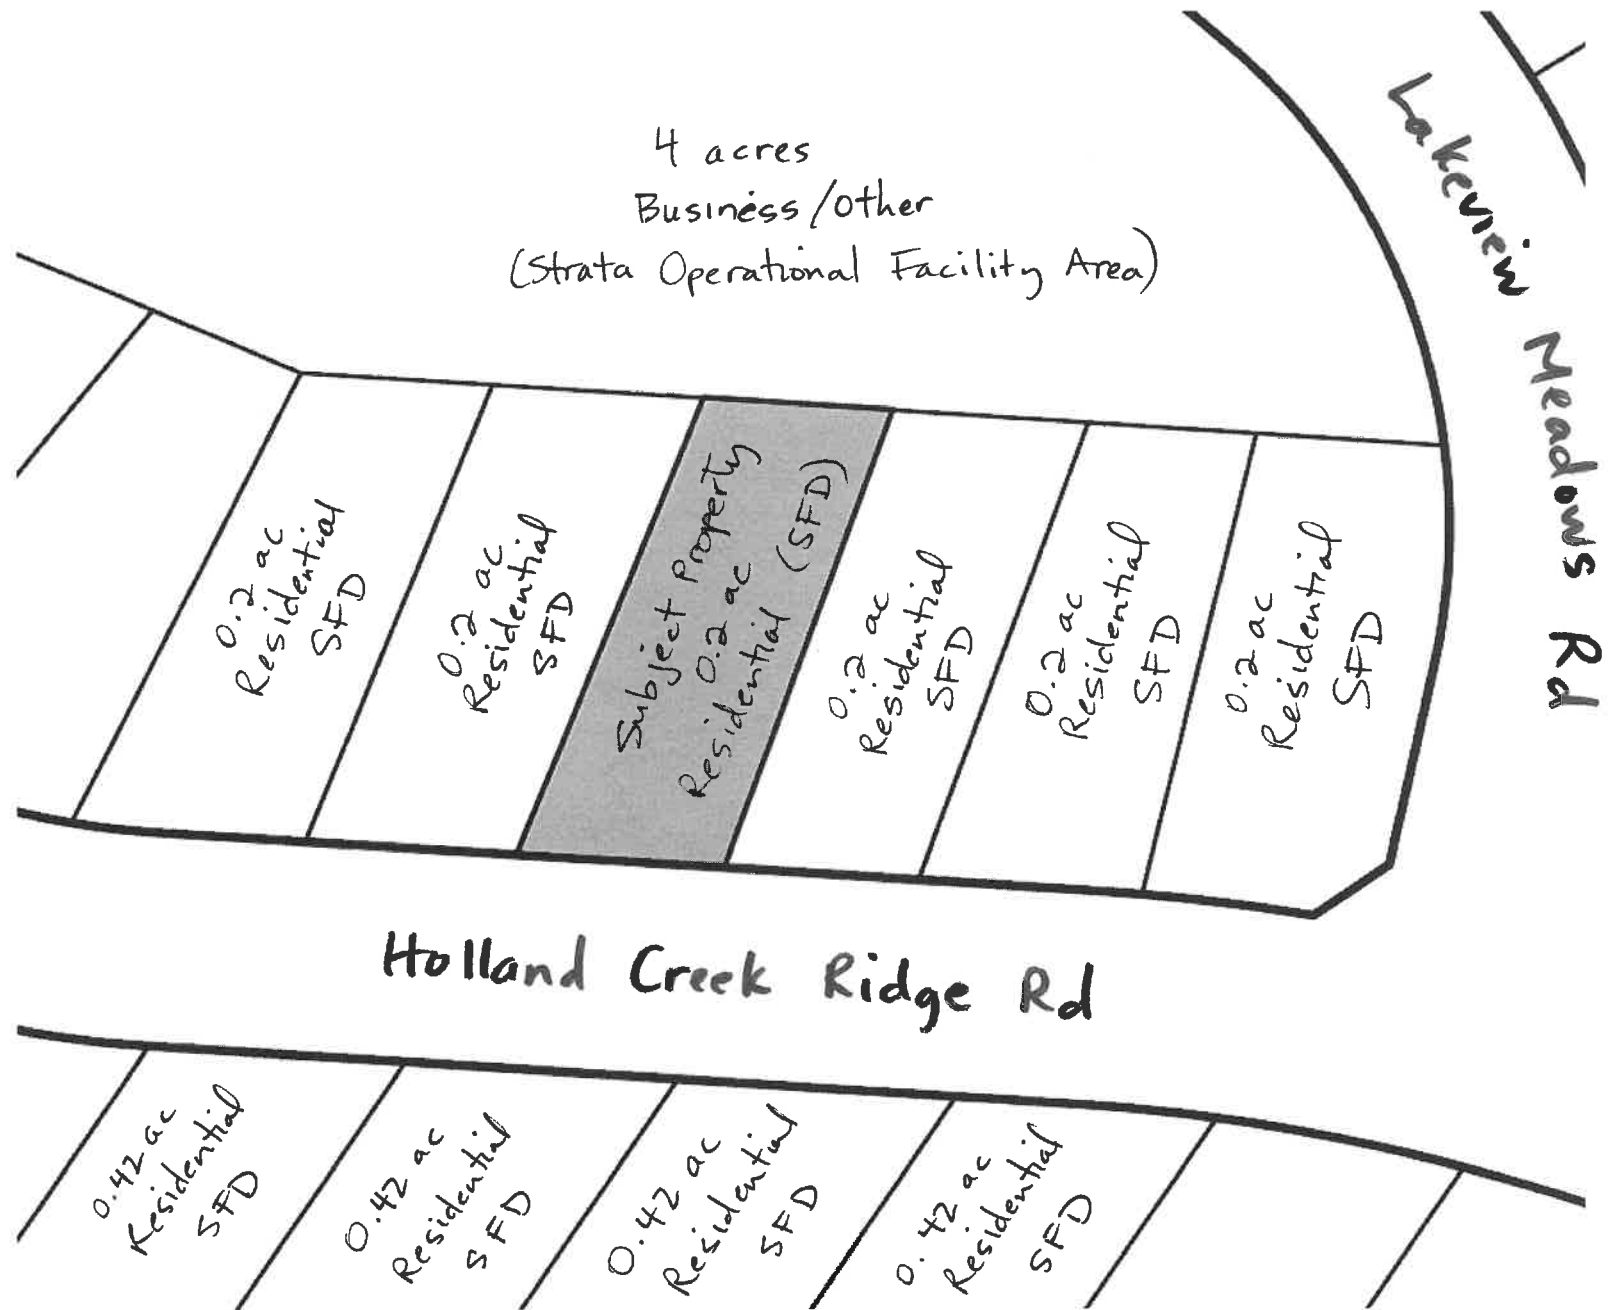 4 acres
Business/Other
(Strata Operational Facility Area)
Lakeview Meadows Rd
0.2 ac
Residential
SFD
0.2 ac
Residential
SFD
Subject Property
0.2 ac
Residential (SFD)
0.2 ac
Residential
SFD
0.2 ac
Residential
SFD
0.2 ac
Residential
SFD
Holland Creek Ridge Rd
0.42 ac
Residential
SFD
0.42 ac
Residential
SFD
0.42 ac
Residential
SFD
0.42 ac
Residential
SFD